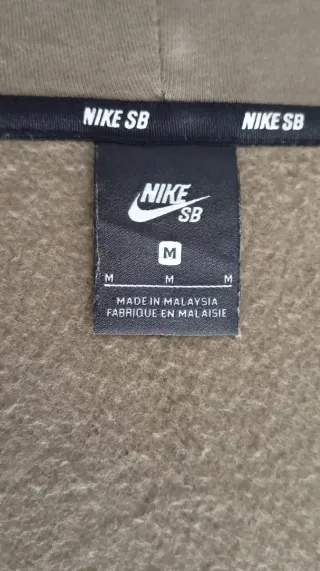 NIKE SB NIKE SB
NIKE
SB
M
M M M
MADE IN MALAYSIA
FABRIQUE EN MALAISIE